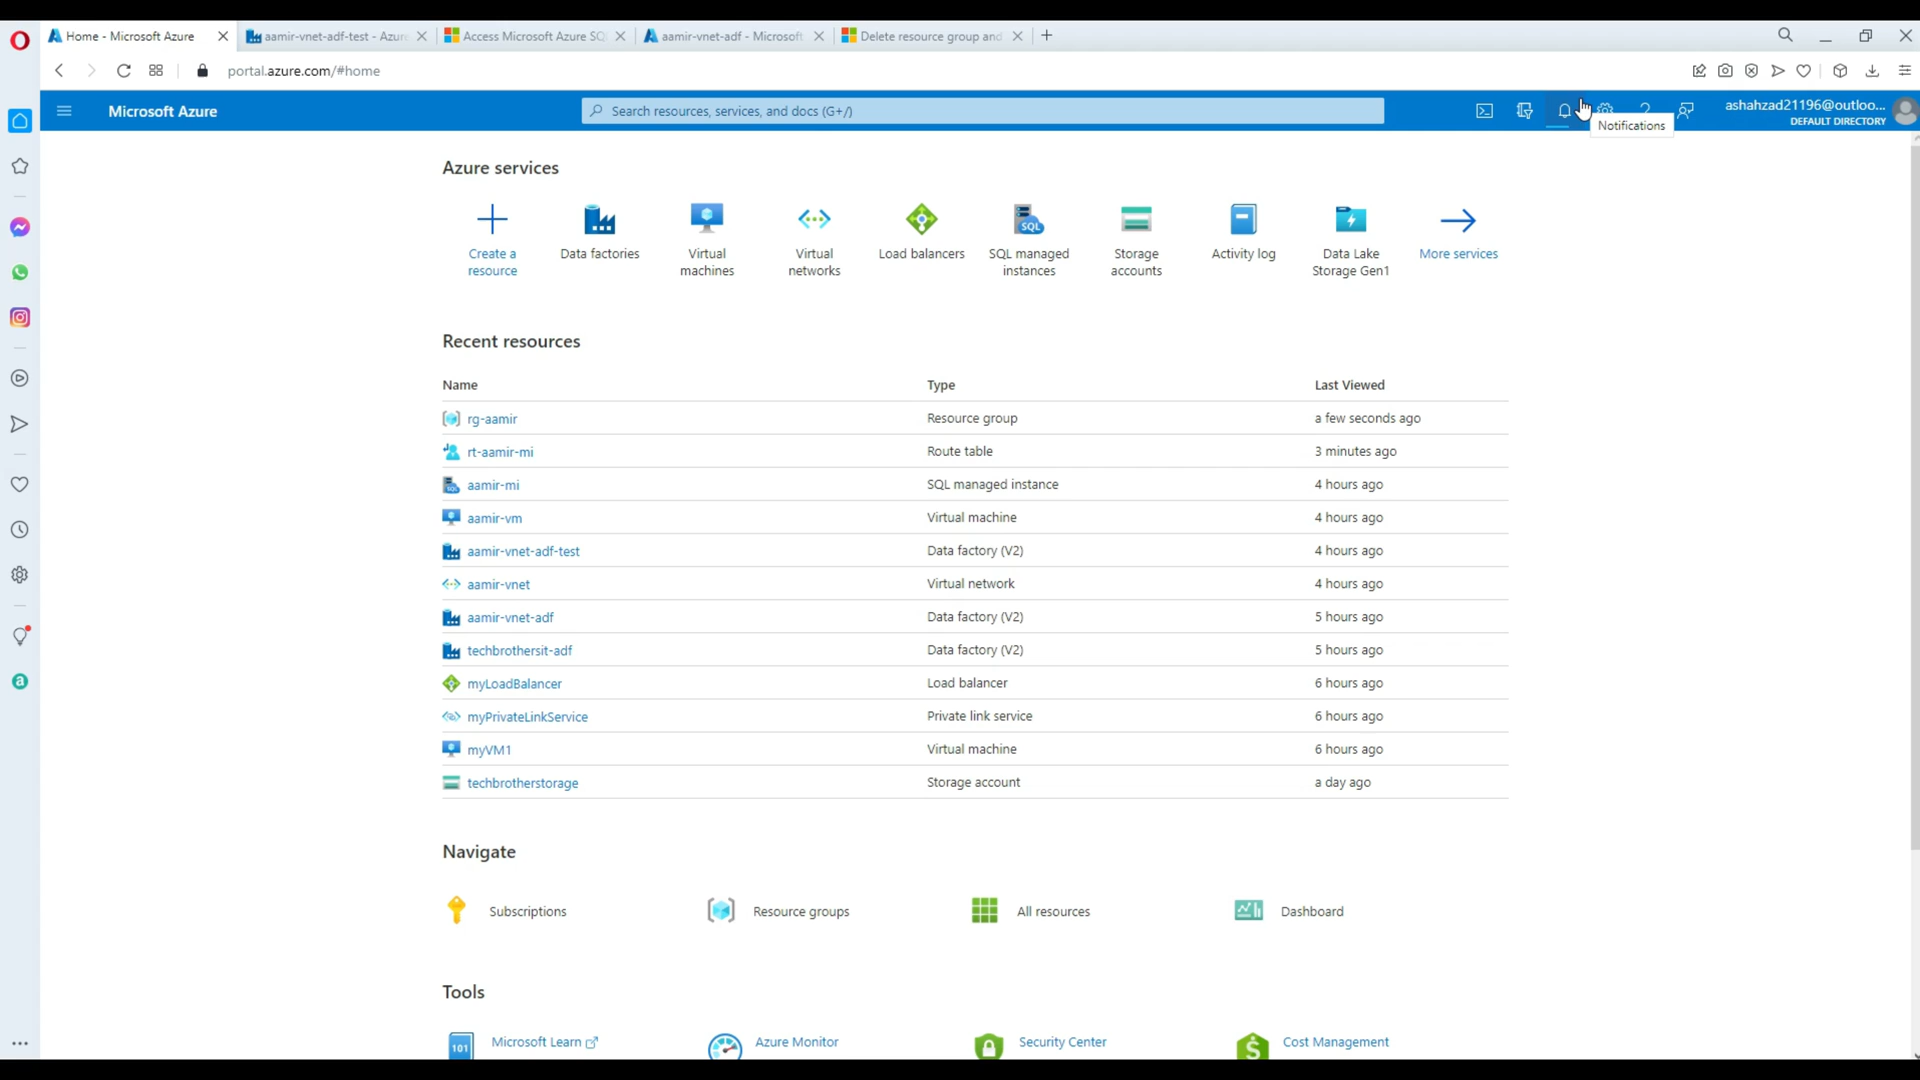 Home - Microsoft Azure
aamir-vnet-adf-test - Azure
Access Microsoft Azure SQ
aamir-vnet-adf - Microsoft
Delete resource group and
portal.azure.com/#home
Microsoft Azure
Search resources, services, and docs (G+/)
ashahzad21196@outloo...
DEFAULT DIRECTORY
Notifications
Azure services
Create a
resource
Data factories
Virtual
machines
Virtual
networks
Load balancers
SQL
SQL managed
instances
Storage
accounts
Activity log
Data Lake
Storage Gen1
More services
Recent resources
Name Type Last Viewed
rg-aamir Resource group a few seconds ago
rt-aamir-mi Route table 3 minutes ago
aamir-mi SQL managed instance 4 hours ago
aamir-vm Virtual machine 4 hours ago
aamir-vnet-adf-test Data factory (V2) 4 hours ago
aamir-vnet Virtual network 4 hours ago
aamir-vnet-adf Data factory (V2) 5 hours ago
techbrothersit-adf Data factory (V2) 5 hours ago
myLoadBalancer Load balancer 6 hours ago
myPrivateLinkService Private link service 6 hours ago
myVM1 Virtual machine 6 hours ago
techbrotherstorage Storage account a day ago
Navigate
Subscriptions Resource groups All resources Dashboard
Tools
101 Microsoft Learn Azure Monitor Security Center Cost Management